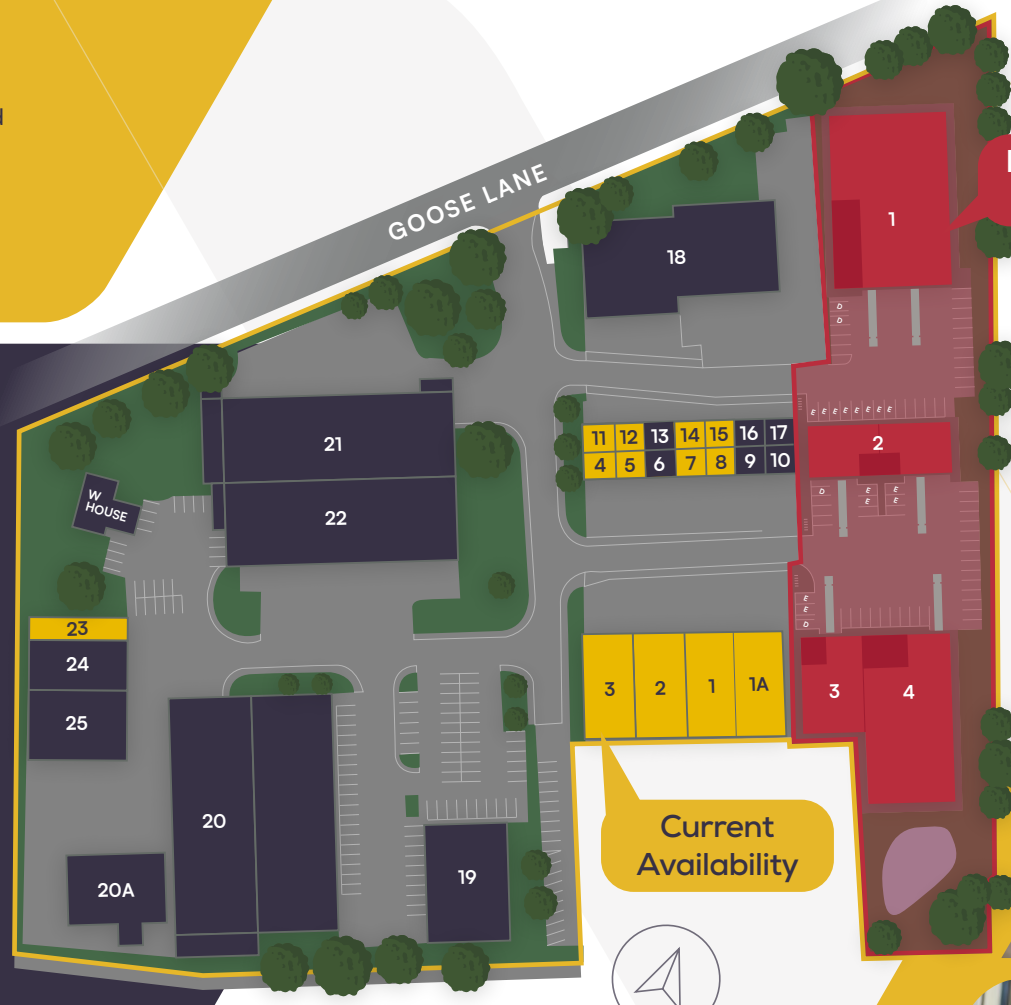 GOOSE LANE
18
1
D
D
E E E E E E E E
21
11 12 13 14 15 16 17
4 5 6 7 8 9 10
2
D
E E
E E
W
HOUSE
22
E
E
D
23
24
25
3 2 1 1A
3 4
20
20A
19
Current
Availability